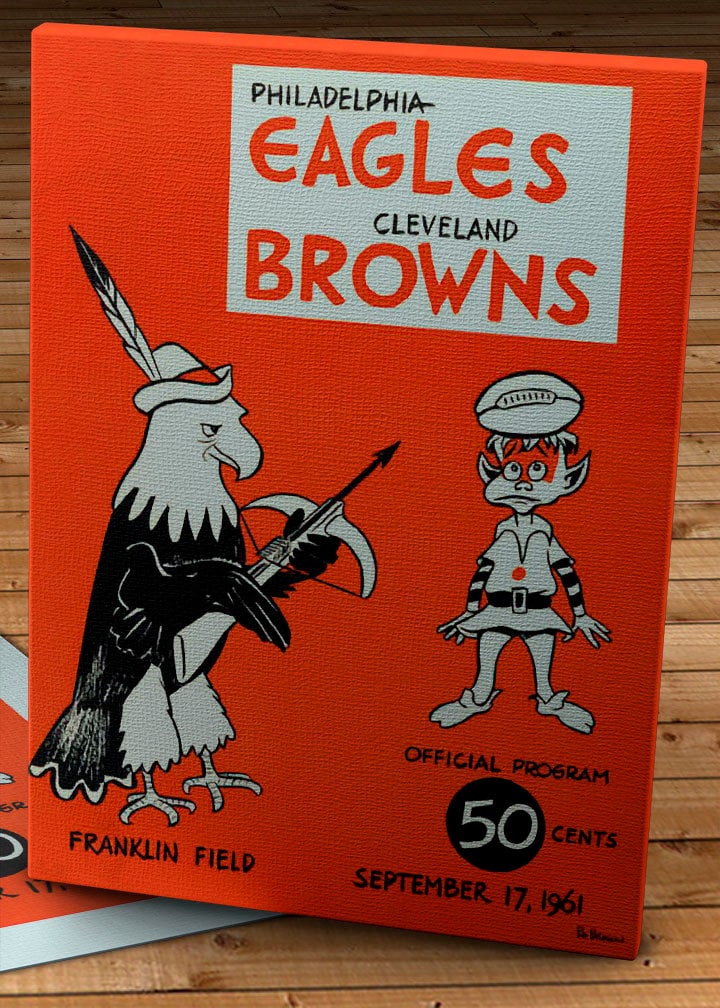 PHILADELPHIA
EAGLES
CLEVELAND
BROWNS
OFFICIAL PROGRAM
50 CENTS
FRANKLIN FIELD
SEPTEMBER 17, 1961